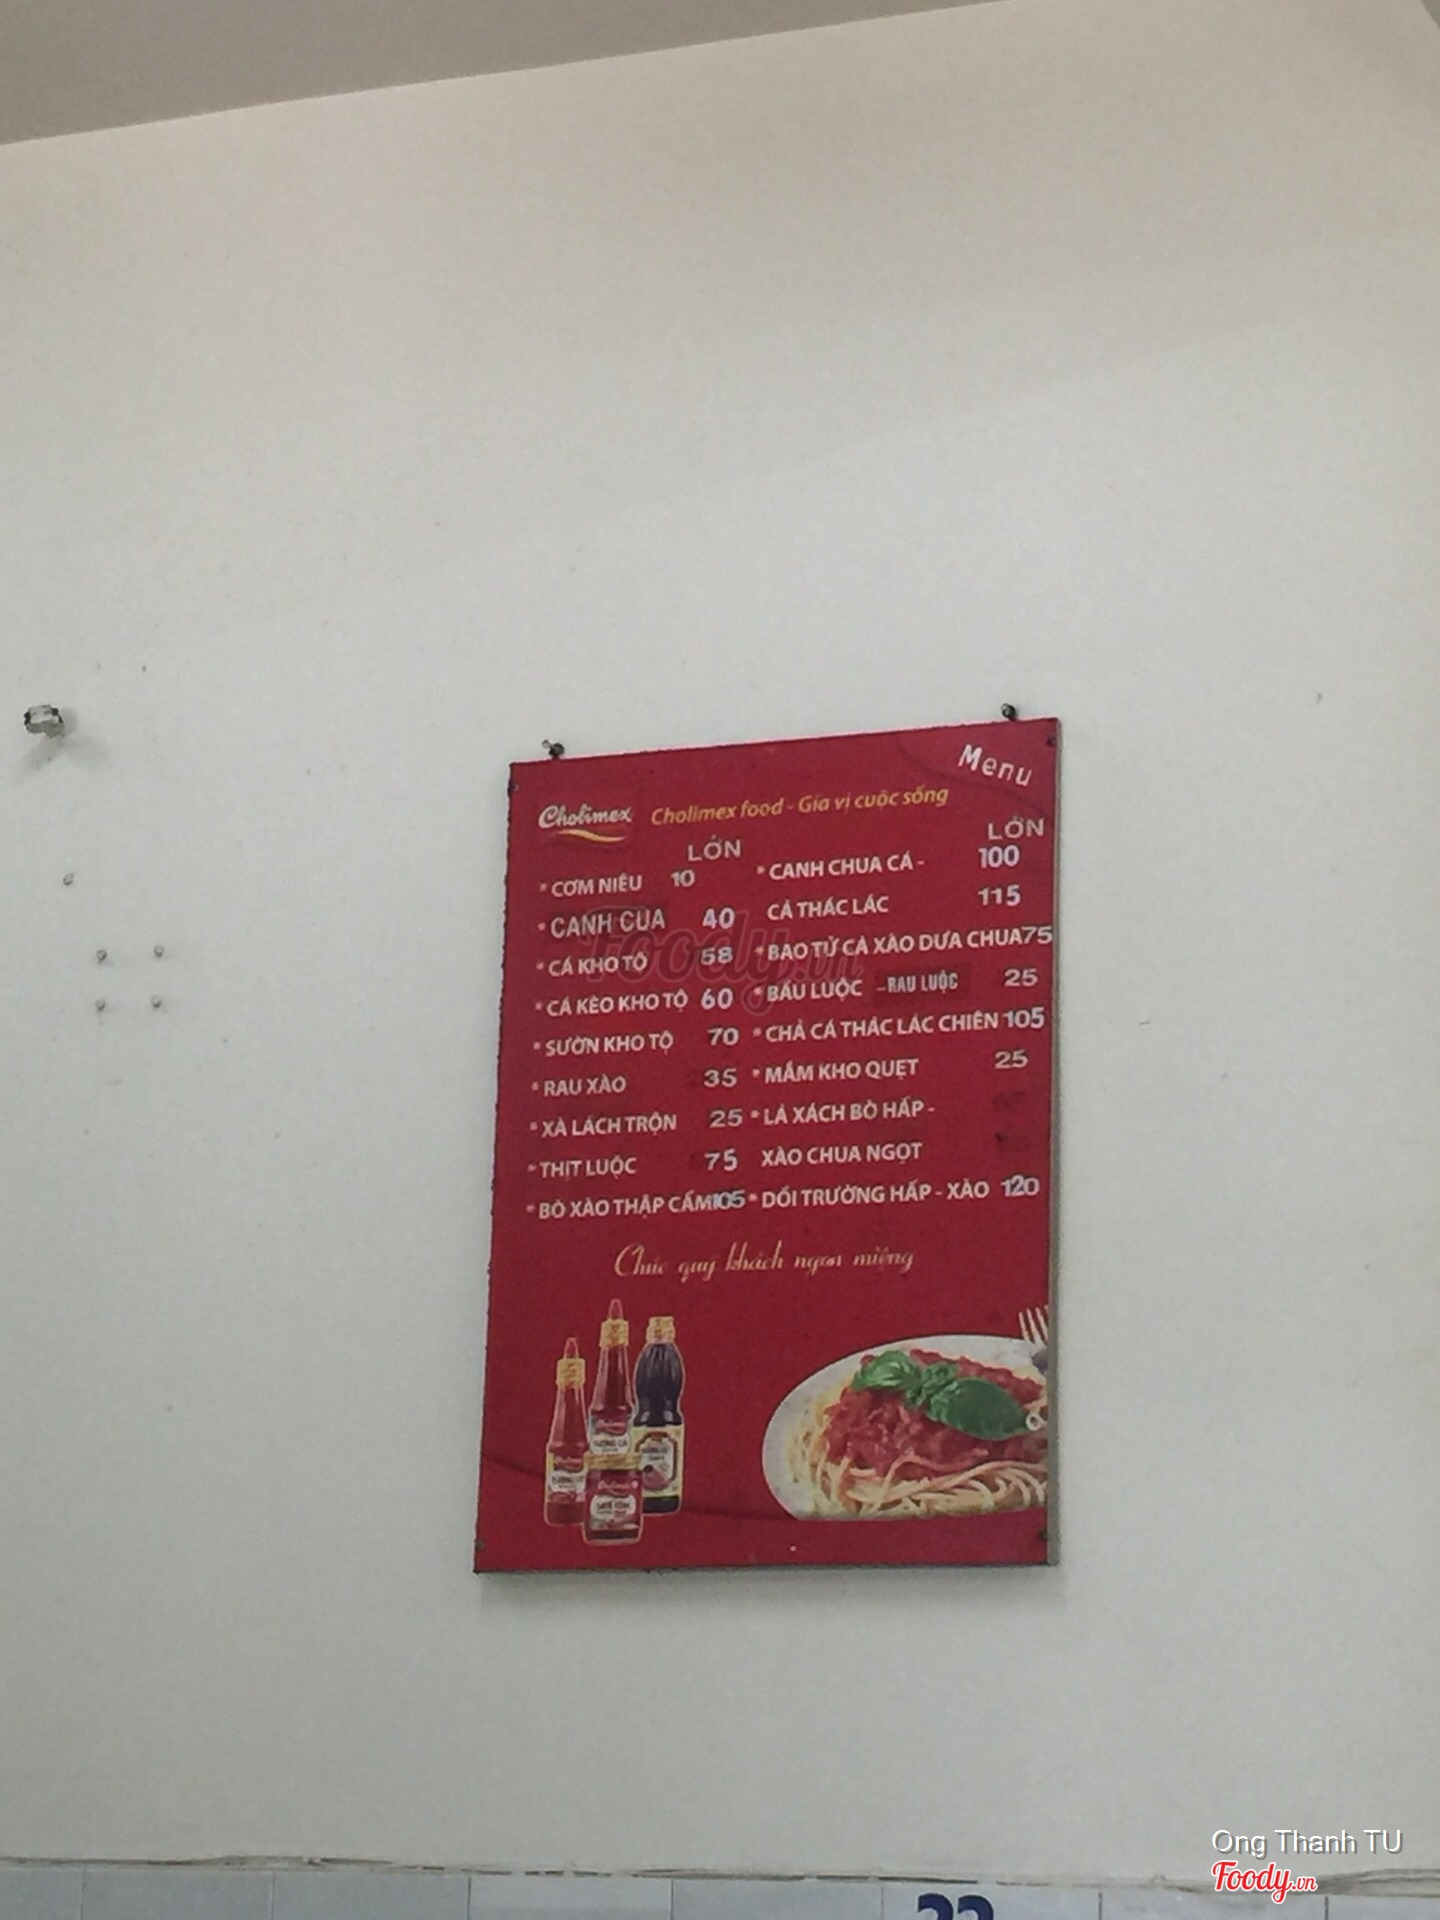 Menu
Cholimex Cholimex food - Gia vị cuộc sống
LỚN
* CƠM NIÊU 10
* CANH CUA 40
* CÁ KHO TỘ 58
* CÁ KÈO KHO TỘ 60
* SƯỜN KHO TỘ 70
* RAU XÀO 35
* XÀ LÁCH TRỘN 25
* THỊT LUỘC 75
* BÒ XÀO THẬP CẨM 105
LỚN
* CANH CHUA CÁ - 100
CÁ THÁC LÁC 115
* BAO TỬ CÁ XÀO DƯA CHUA 75
* BẦU LUỘC - RAU LUỘC 25
* CHẢ CÁ THÁC LÁC CHIÊN 105
* MẮM KHO QUẸT 25
* LÁ XÁCH BÒ HẤP -
XÀO CHUA NGỌT
* DỒI TRƯỜNG HẤP - XÀO 120
Chúc quý khách ngon miệng
Foody.vn
Ong Thanh TU
Foody.vn